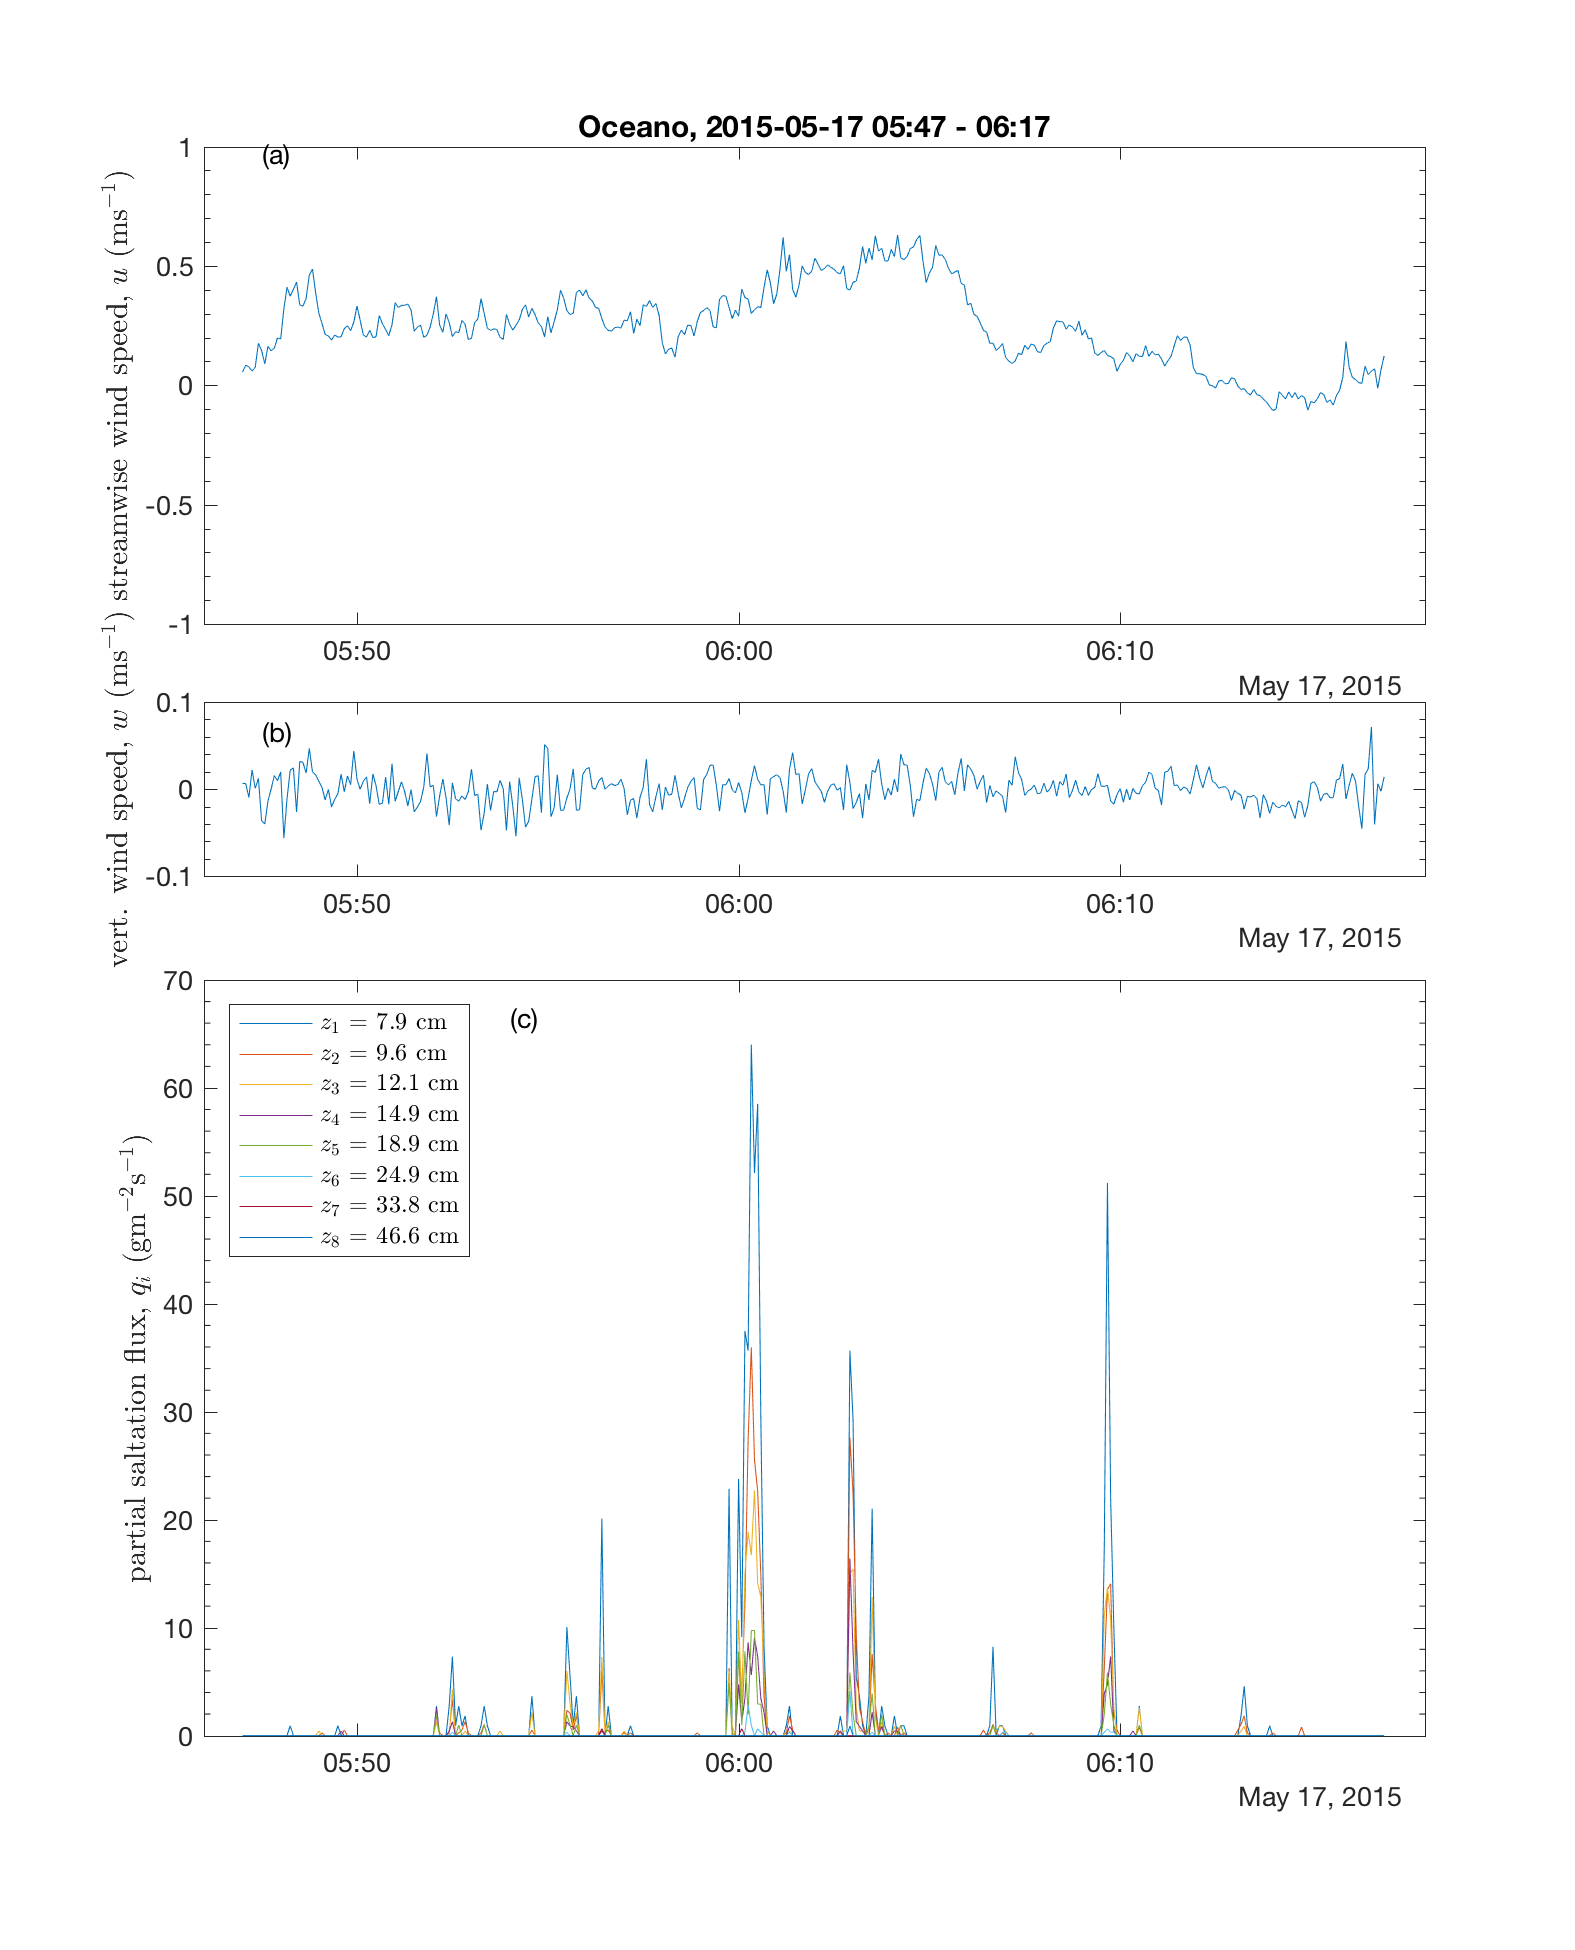 Oceano, 2015-05-17 05:47 - 06:17
(a)
streamwise wind speed, u (ms⁻¹)
1
0.5
0
-0.5
-1
05:50 06:00 06:10
May 17, 2015
(b)
vert. wind speed, w (ms⁻¹)
0.1
0
-0.1
05:50 06:00 06:10
May 17, 2015
(c)
partial saltation flux, qᵢ (gm⁻²s⁻¹)
70
60
50
40
30
20
10
0
z₁ = 7.9 cm
z₂ = 9.6 cm
z₃ = 12.1 cm
z₄ = 14.9 cm
z₅ = 18.9 cm
z₆ = 24.9 cm
z₇ = 33.8 cm
z₈ = 46.6 cm
05:50 06:00 06:10
May 17, 2015